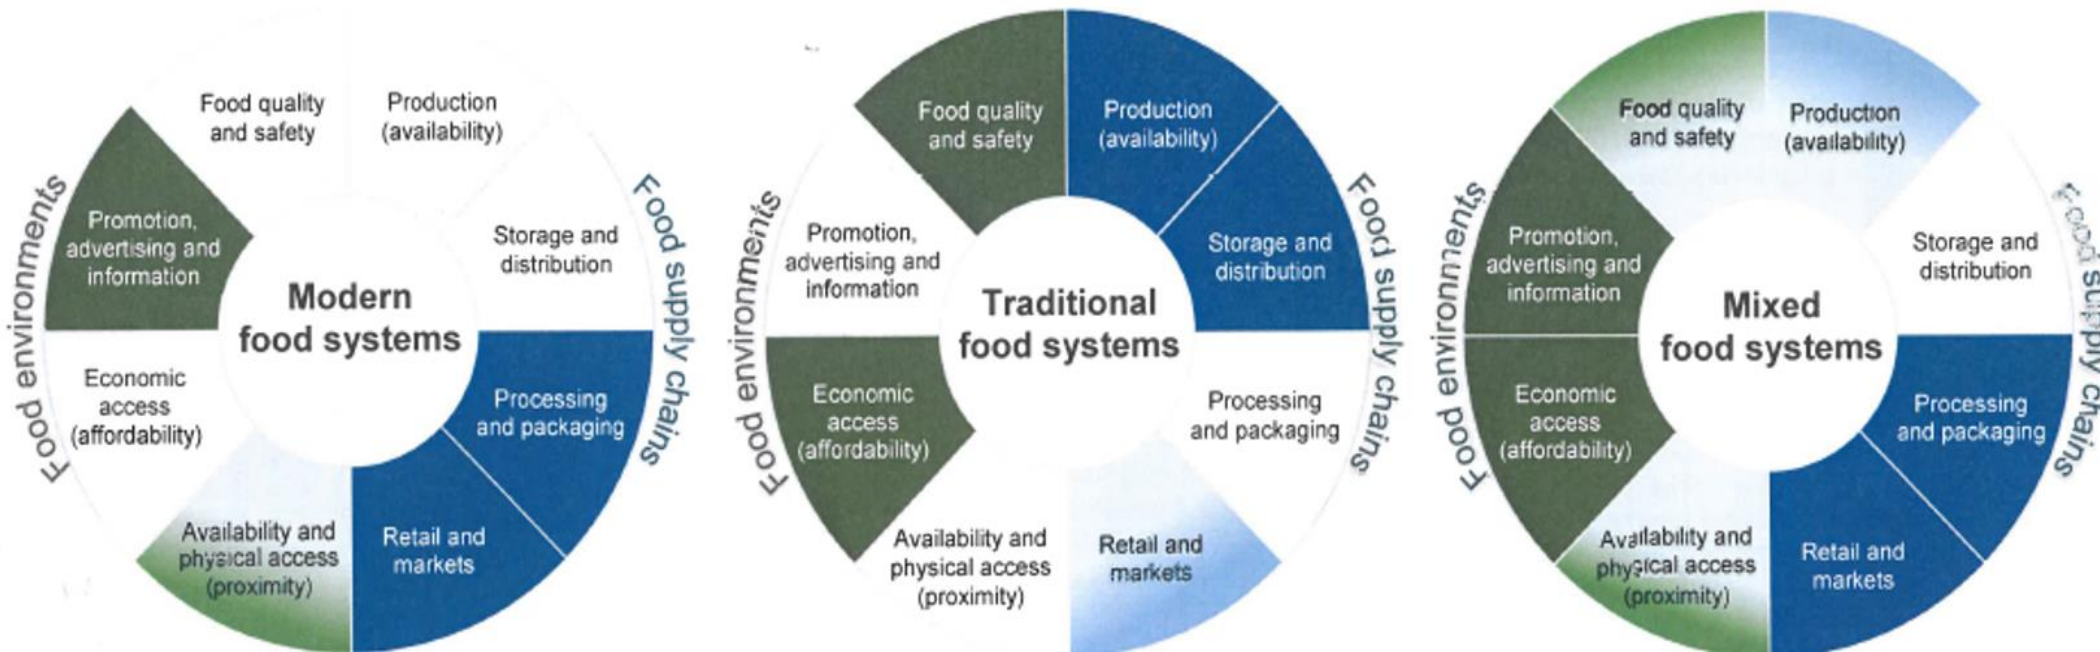 Food environments
Food quality
and safety
Production
(availability)
Promotion,
advertising and
information
Storage and
distribution
Modern
food systems
Economic
access
(affordability)
Processing
and packaging
Availability and
physical access
(proximity)
Retail and
markets
Food supply chains
Food environments
Food quality
and safety
Production
(availability)
Promotion,
advertising and
information
Storage and
distribution
Traditional
food systems
Economic
access
(affordability)
Processing
and packaging
Availability and
physical access
(proximity)
Retail and
markets
Food supply chains
Food environments
Food quality
and safety
Production
(availability)
Promotion,
advertising and
information
Storage and
distribution
Mixed
food systems
Economic
access
(affordability)
Processing
and packaging
Availability and
physical access
(proximity)
Retail and
markets
Food supply chains